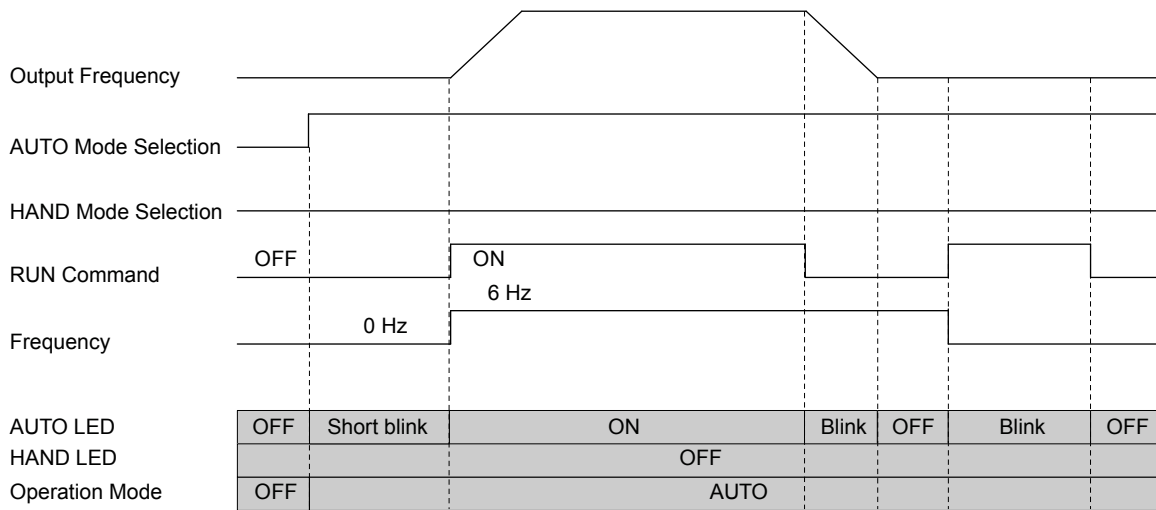 Output Frequency
AUTO Mode Selection
HAND Mode Selection
OFF
ON
RUN Command
6 Hz
0 Hz
Frequency
AUTO LED OFF Short blink ON Blink OFF Blink OFF
HAND LED OFF
Operation Mode OFF AUTO